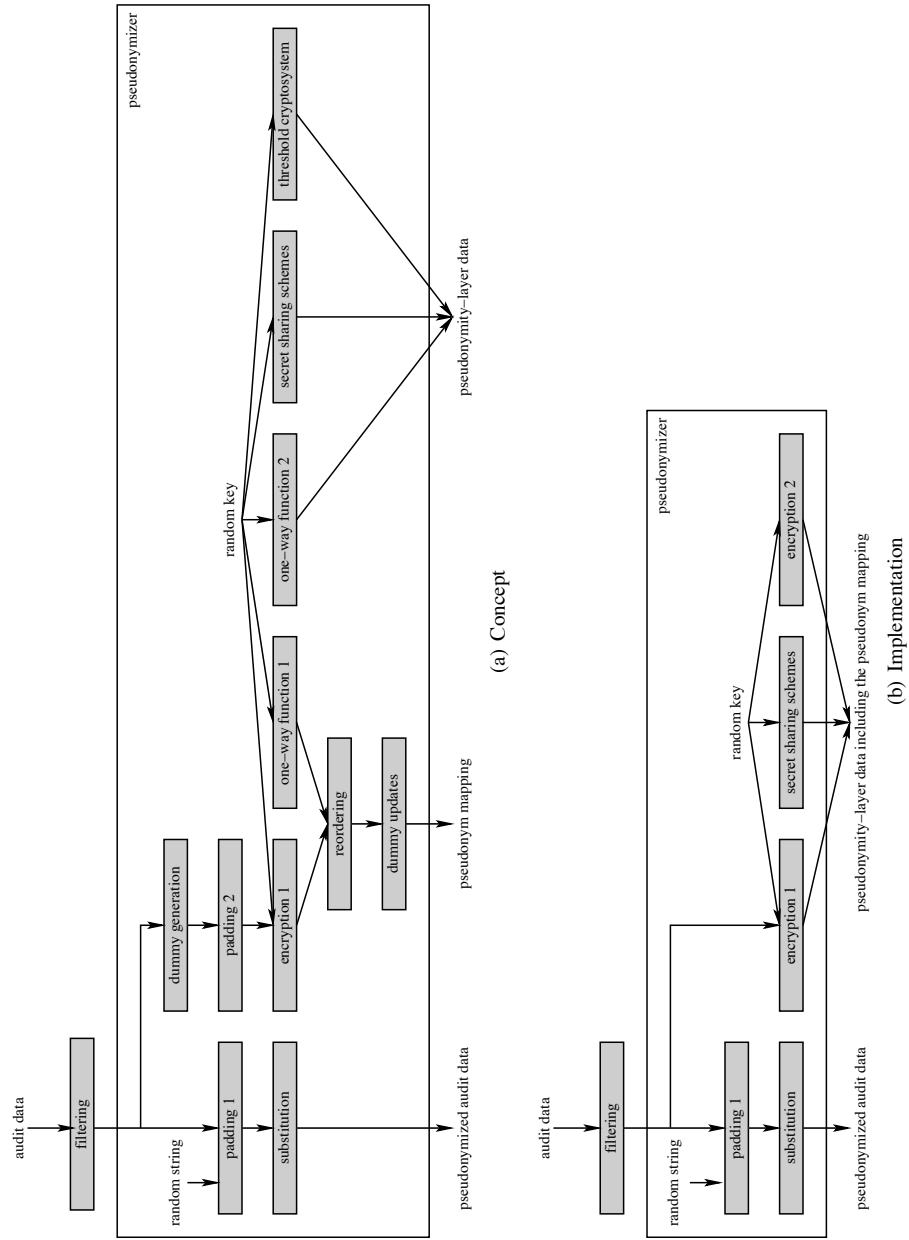 audit data
filtering
pseudonymizer
dummy generation
random string
padding 1
padding 2
random key
substitution
encryption 1
one−way function 1
one−way function 2
secret sharing schemes
threshold cryptosystem
reordering
dummy updates
pseudonymized audit data
pseudonym mapping
pseudonymity−layer data
(a) Concept
audit data
filtering
pseudonymizer
random string
padding 1
random key
substitution
encryption 1
secret sharing schemes
encryption 2
pseudonymized audit data
pseudonymity−layer data including the pseudonym mapping
(b) Implementation